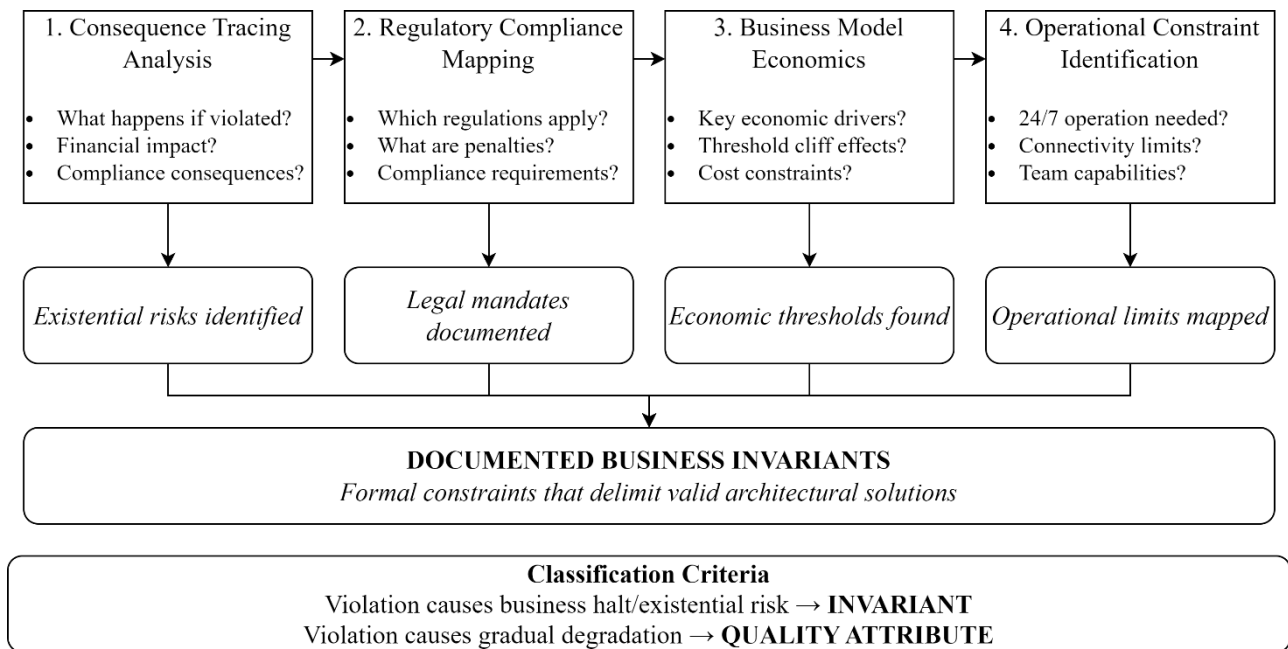 1. Consequence Tracing
Analysis
• What happens if violated?
• Financial impact?
• Compliance consequences?
2. Regulatory Compliance
Mapping
• Which regulations apply?
• What are penalties?
• Compliance requirements?
3. Business Model
Economics
• Key economic drivers?
• Threshold cliff effects?
• Cost constraints?
4. Operational Constraint
Identification
• 24/7 operation needed?
• Connectivity limits?
• Team capabilities?
Existential risks identified
Legal mandates
documented
Economic thresholds found
Operational limits mapped
DOCUMENTED BUSINESS INVARIANTS
Formal constraints that delimit valid architectural solutions
Classification Criteria
Violation causes business halt/existential risk → INVARIANT
Violation causes gradual degradation → QUALITY ATTRIBUTE